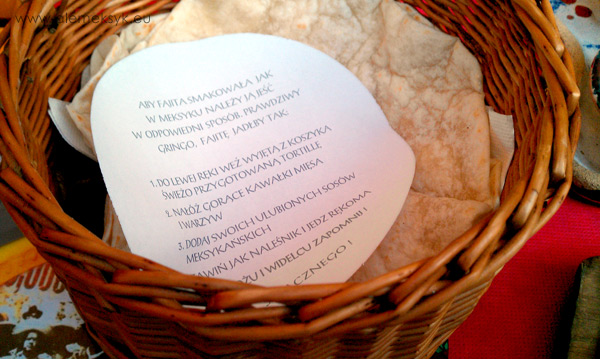 www.alemeksyk.eu
ABY FAJITA SMAKOWAŁA JAK
W MEKSYKU NALEŻY JĄ JEŚĆ
W ODPOWIEDNI SPOSÓB. PRAWDZIWY
GRINGO, FAJITĘ, JADŁBY TAK:
1. DO LEWEJ RĘKI WEŹ WYJĘTĄ Z KOSZYKA
ŚWIEŻO PRZYGOTOWANĄ TORTILLĘ
2. NAŁÓŻ GORĄCE KAWAŁKI MIĘSA
I WARZYW
3. DODAJ SWOICH ULUBIONYCH SOSÓW
MEKSYKAŃSKICH
ZAWIŃ JAK NALEŚNIK I JEDZ RĘKOMA
I WIDELCU ZAPOMNIJ !